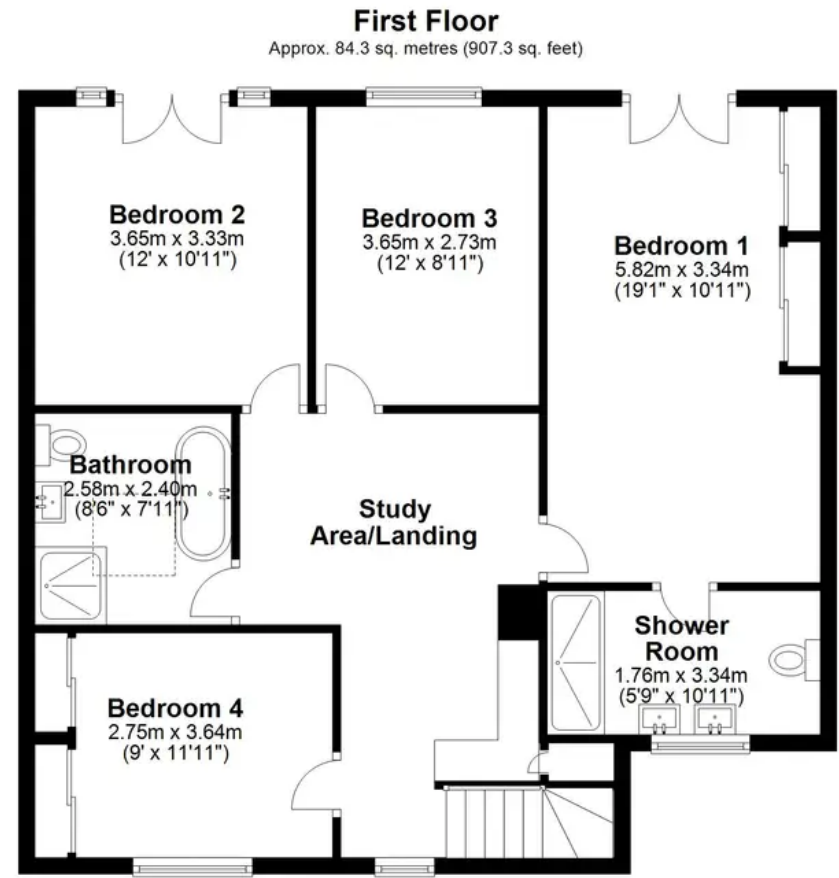 First Floor
Approx. 84.3 sq. metres (907.3 sq. feet)
Bedroom 2
3.65m x 3.33m
(12' x 10'11")
Bedroom 3
3.65m x 2.73m
(12' x 8'11")
Bedroom 1
5.82m x 3.34m
(19'1" x 10'11")
Bathroom
2.58m x 2.40m
(8'6" x 7'11")
Study
Area/Landing
Shower
Room
1.76m x 3.34m
(5'9" x 10'11")
Bedroom 4
2.75m x 3.64m
(9' x 11'11")